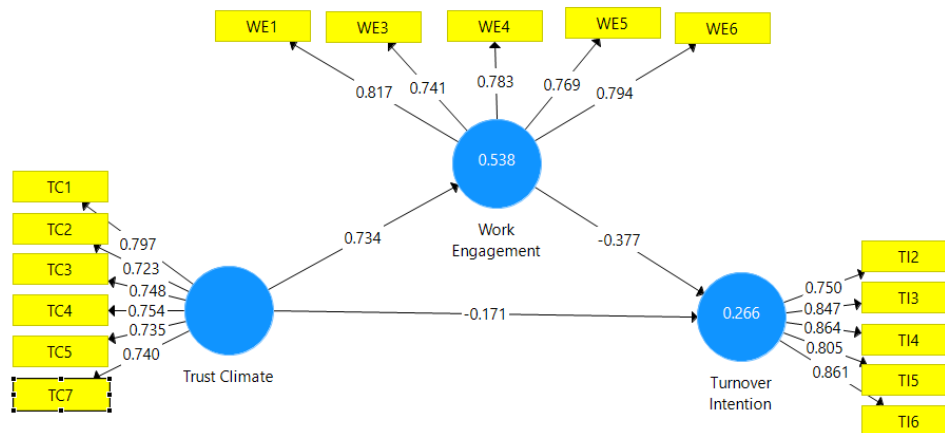 WE1
WE3
WE4
WE5
WE6
0.817
0.741
0.783
0.769
0.794
0.538
Work
Engagement
TC1
TC2
TC3
TC4
TC5
TC7
0.797
0.723
0.748
0.754
0.735
0.740
Trust Climate
0.734
-0.377
-0.171
0.266
Turnover
Intention
0.750
0.847
0.864
0.805
0.861
TI2
TI3
TI4
TI5
TI6